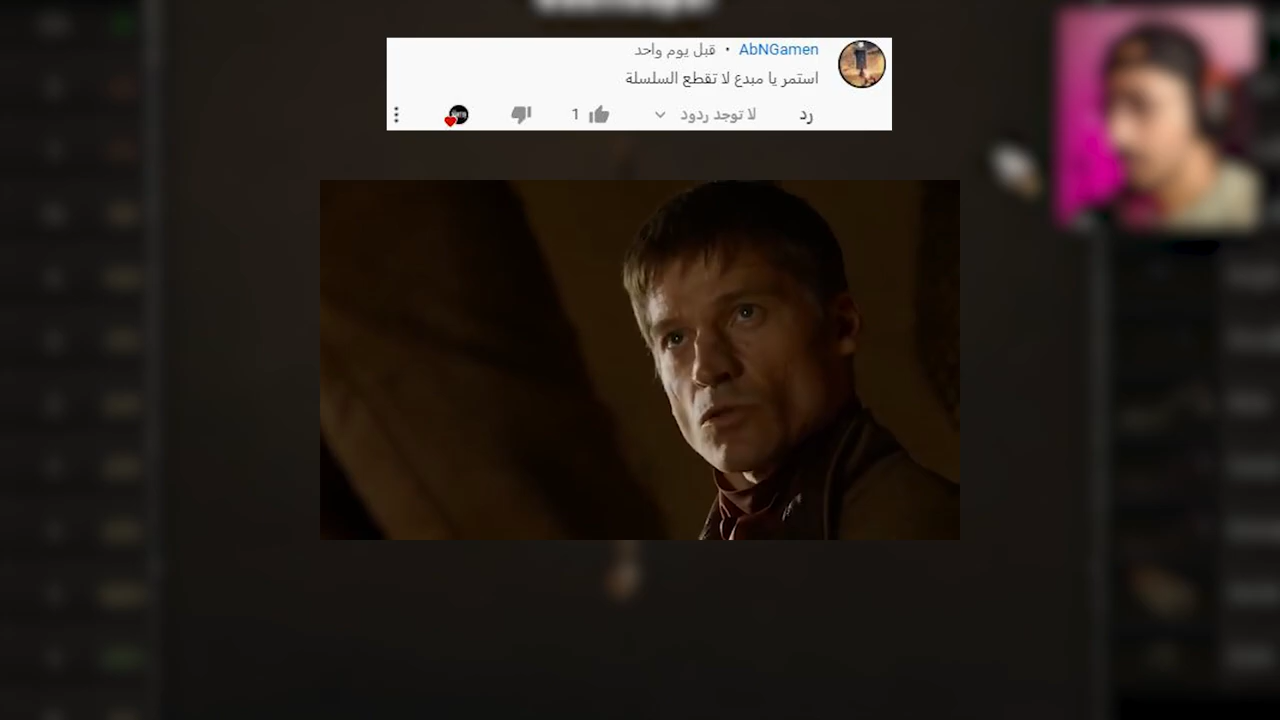 AbNGamen • قبل يوم واحد
استمر يا مبدع لا تقطع السلسلة
رد لا توجد ردود 1